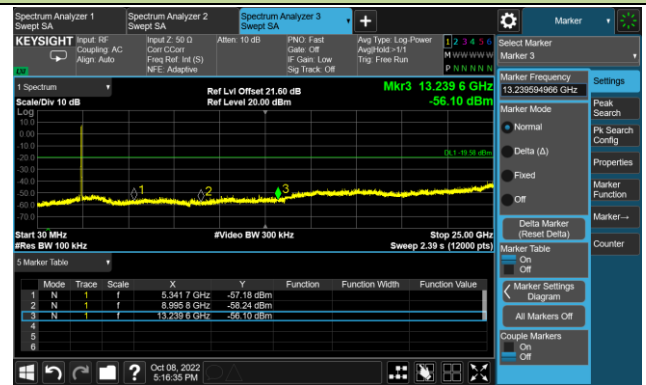 Spectrum Analyzer 1
Swept SA
Spectrum Analyzer 2
Swept SA
Spectrum Analyzer 3
Swept SA
Marker
KEYSIGHT
Input: RF
Coupling: AC
Align: Auto
Input Z: 50 Ω
Corr CCorr
Freq Ref: Int (S)
NFE: Adaptive
Atten: 10 dB
PNO: Fast
Gate: Off
IF Gain: Low
Sig Track: Off
Avg Type: Log-Power
Avg|Hold:>1/1
Trig: Free Run
1 2 3 4 5 6
M W W W W W
P N N N N N
LXI
1 Spectrum
Scale/Div 10 dB
Ref Lvl Offset 21.60 dB
Ref Level 20.00 dBm
Mkr3 13.239 6 GHz
-56.10 dBm
Log
10.0
0.00
-10.0
-20.0
-30.0
-40.0
-50.0
-60.0
-70.0
DL1 -19.56 dBm
1
2
3
Start 30 MHz
#Res BW 100 kHz
#Video BW 300 kHz
Stop 25.00 GHz
Sweep 2.39 s (12000 pts)
5 Marker Table
Mode Trace Scale X Y Function Function Width Function Value
1 N 1 f 5.341 7 GHz -57.18 dBm
2 N 1 f 8.995 8 GHz -58.24 dBm
3 N 1 f 13.239 6 GHz -56.10 dBm
4
5
6
Select Marker
Marker 3
Marker Frequency
13.239594966 GHz
Marker Mode
Normal
Delta (Δ)
Fixed
Off
Delta Marker
(Reset Delta)
Marker Table
On
Off
Marker Settings
Diagram
All Markers Off
Couple Markers
On
Off
Settings
Peak
Search
Pk Search
Config
Properties
Marker
Function
Marker→
Counter
?
Oct 08, 2022
5:16:35 PM